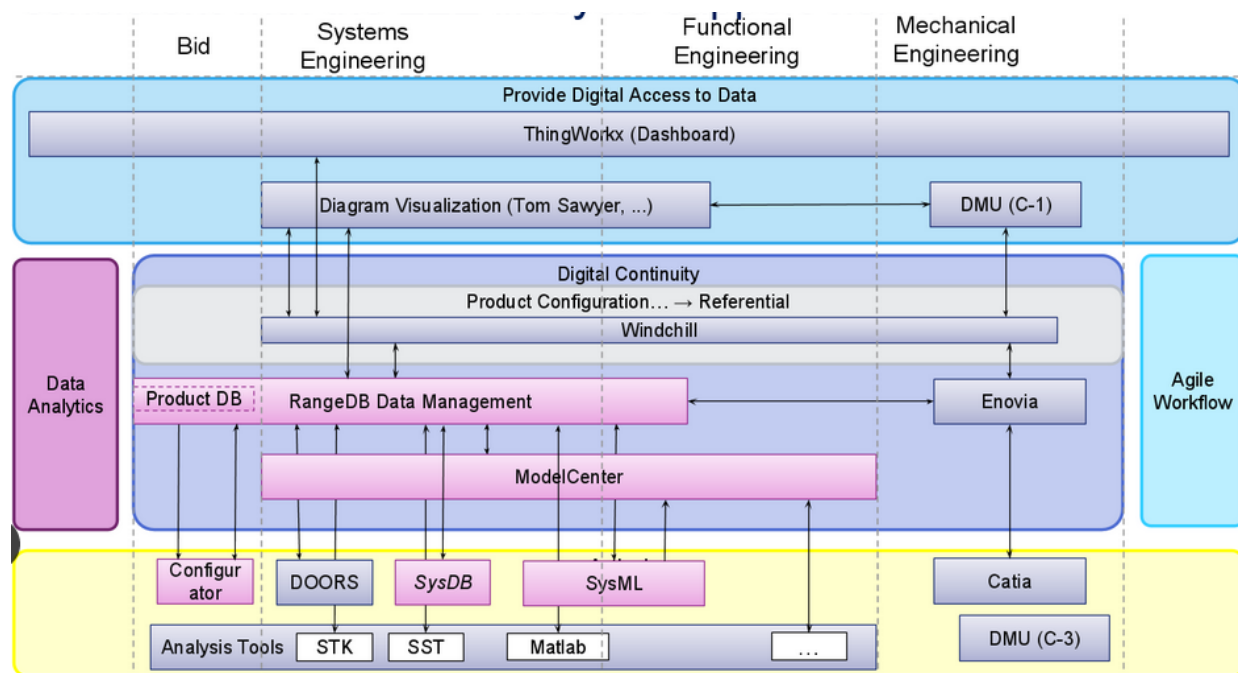 Bid
Systems
Engineering
Functional
Engineering
Mechanical
Engineering
Provide Digital Access to Data
ThingWorkx (Dashboard)
Diagram Visualization (Tom Sawyer, ...)
DMU (C-1)
Digital Continuity
Product Configuration… → Referential
Windchill
Data
Analytics
Product DB
RangeDB Data Management
Enovia
Agile
Workflow
ModelCenter
Configur
ator
DOORS
SysDB
SysML
Catia
Analysis Tools
STK
SST
Matlab
...
DMU (C-3)